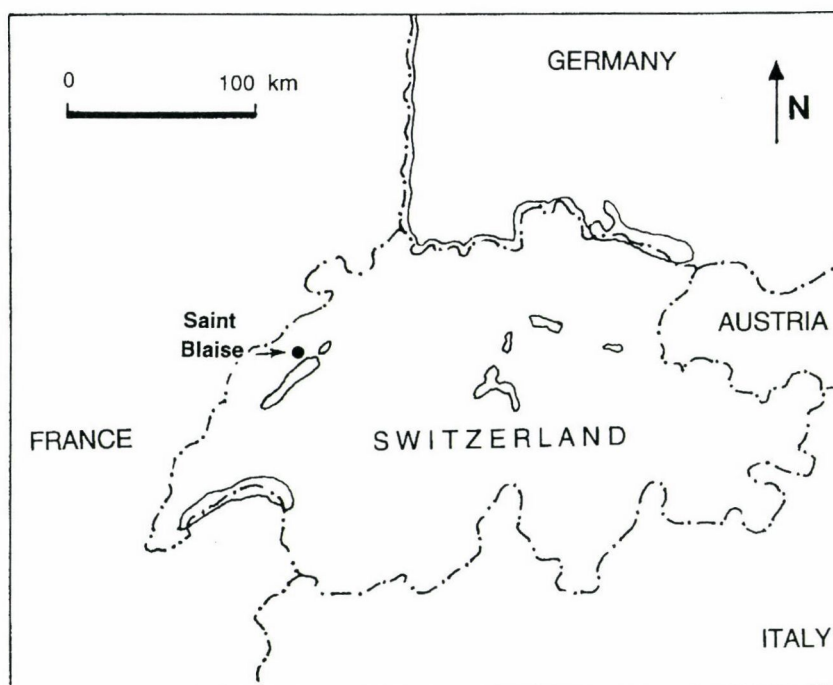 0 100 km
GERMANY
N
Saint
Blaise
AUSTRIA
FRANCE
SWITZERLAND
ITALY